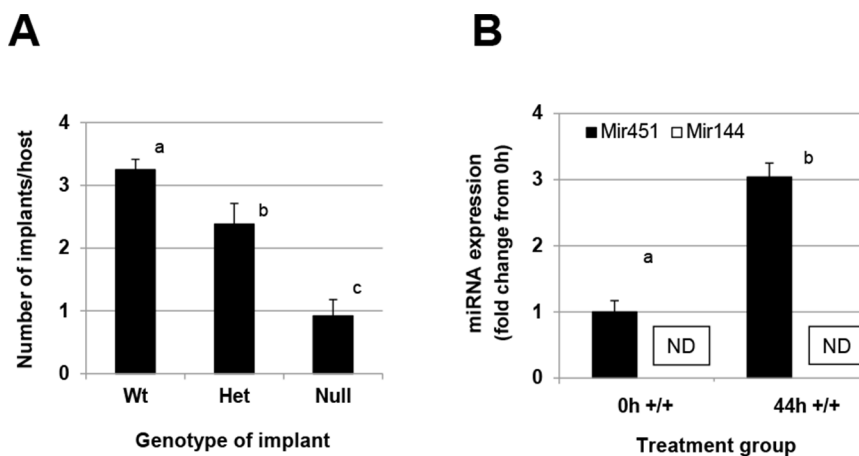 A
Number of implants/host
4
3
2
1
0
a
b
c
Wt Het Null
Genotype of implant
B
miRNA expression
(fold change from 0h)
4
3
2
1
0
Mir451 Mir144
a
b
ND
ND
0h +/+ 44h +/+
Treatment group